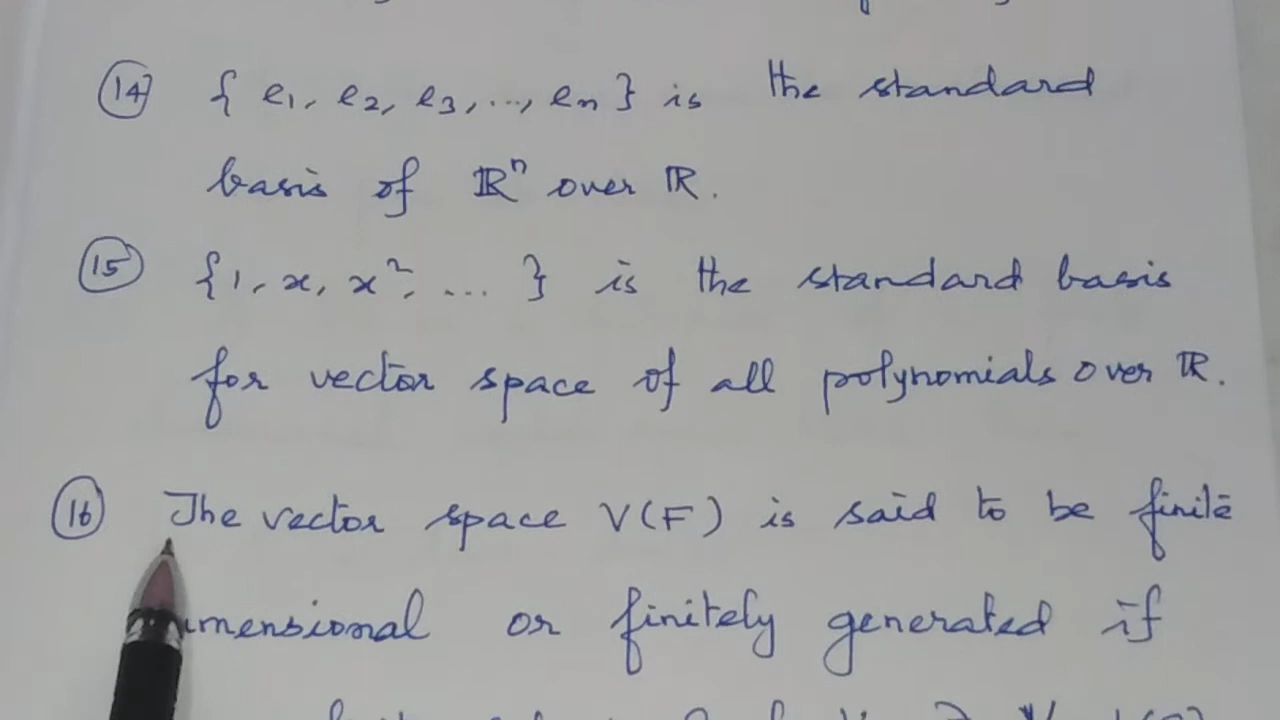 (14) { e1, e2, e3, ..., en } is the standard
basis of ℝⁿ over ℝ.
(15) {1, x, x², ... } is the standard basis
for vector space of all polynomials over ℝ.
(16) The vector space V(F) is said to be finite
mensional or finitely generated if